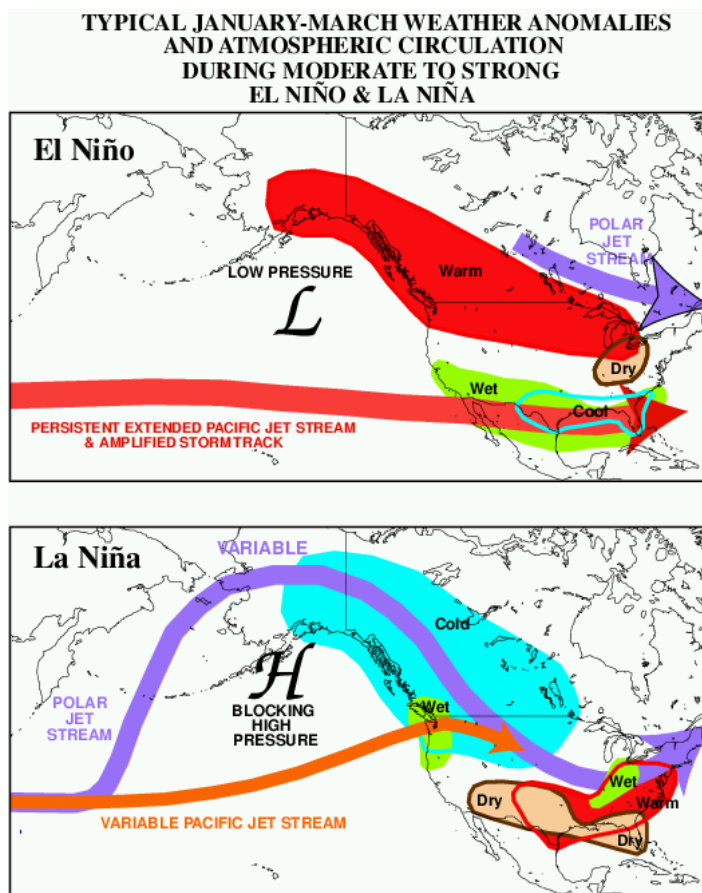 TYPICAL JANUARY-MARCH WEATHER ANOMALIES
AND ATMOSPHERIC CIRCULATION
DURING MODERATE TO STRONG
EL NIÑO & LA NIÑA
El Niño
POLAR
JET
STREAM
LOW PRESSURE
L
Warm
Dry
Wet
Cool
PERSISTENT EXTENDED PACIFIC JET STREAM
& AMPLIFIED STORM TRACK
La Niña
VARIABLE
Cold
H
BLOCKING
HIGH
PRESSURE
POLAR
JET
STREAM
Wet
Wet
Dry
Warm
Dry
VARIABLE PACIFIC JET STREAM